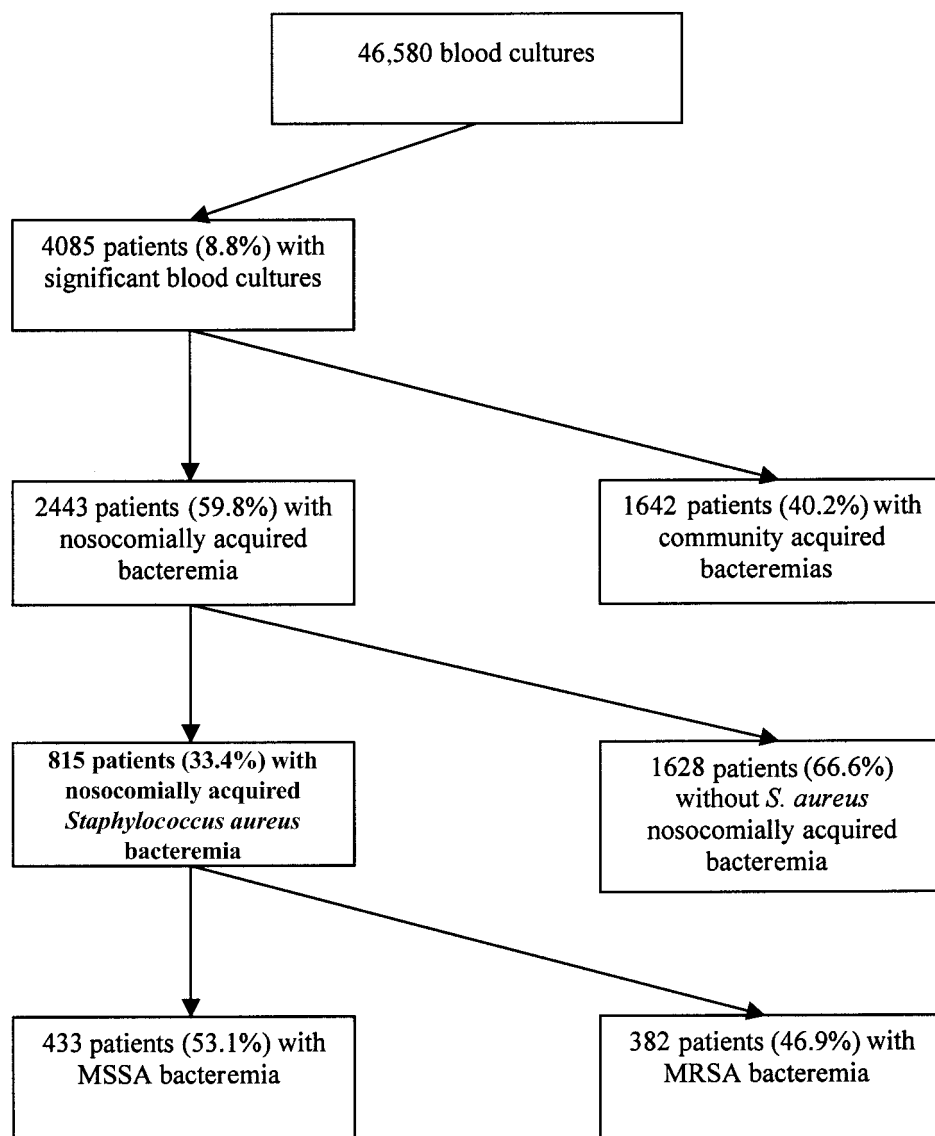 46,580 blood cultures
4085 patients (8.8%) with
significant blood cultures
2443 patients (59.8%) with
nosocomially acquired
bacteremia
1642 patients (40.2%) with
community acquired
bacteremias
815 patients (33.4%) with
nosocomially acquired
Staphylococcus aureus
bacteremia
1628 patients (66.6%)
without S. aureus
nosocomially acquired
bacteremia
433 patients (53.1%) with
MSSA bacteremia
382 patients (46.9%) with
MRSA bacteremia